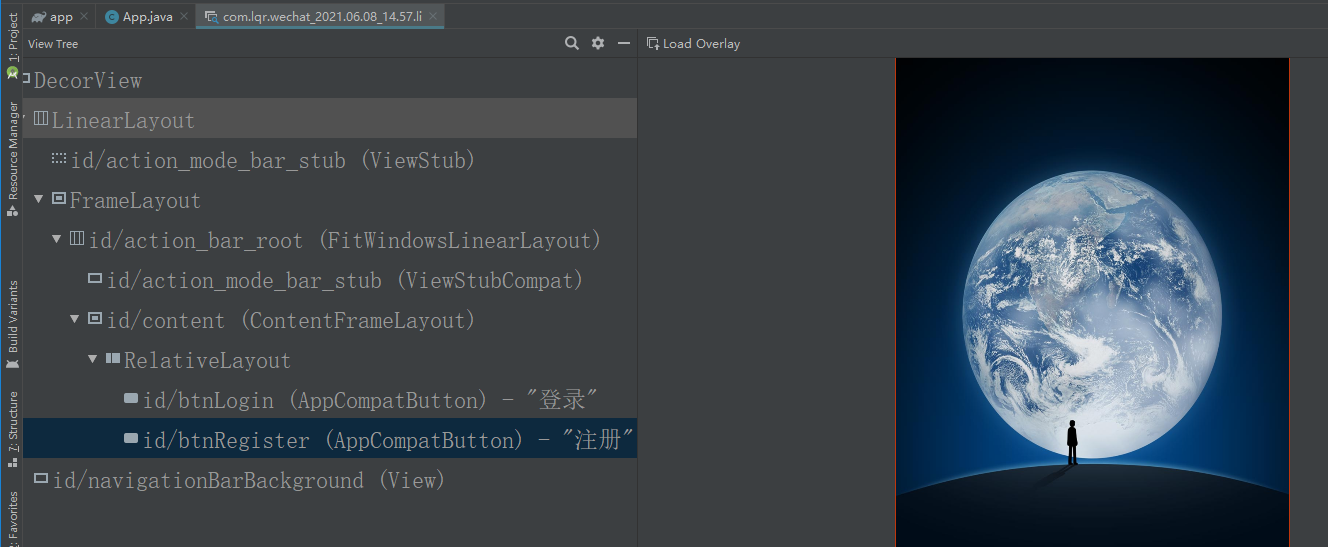 app
App.java
com.lqr.wechat_2021.06.08_14.57.li
View Tree
Load Overlay
1: Project
Resource Manager
Build Variants
7: Structure
Favorites
DecorView
LinearLayout
id/action_mode_bar_stub (ViewStub)
FrameLayout
id/action_bar_root (FitWindowsLinearLayout)
id/action_mode_bar_stub (ViewStubCompat)
id/content (ContentFrameLayout)
RelativeLayout
id/btnLogin (AppCompatButton) - "登录"
id/btnRegister (AppCompatButton) - "注册"
id/navigationBarBackground (View)